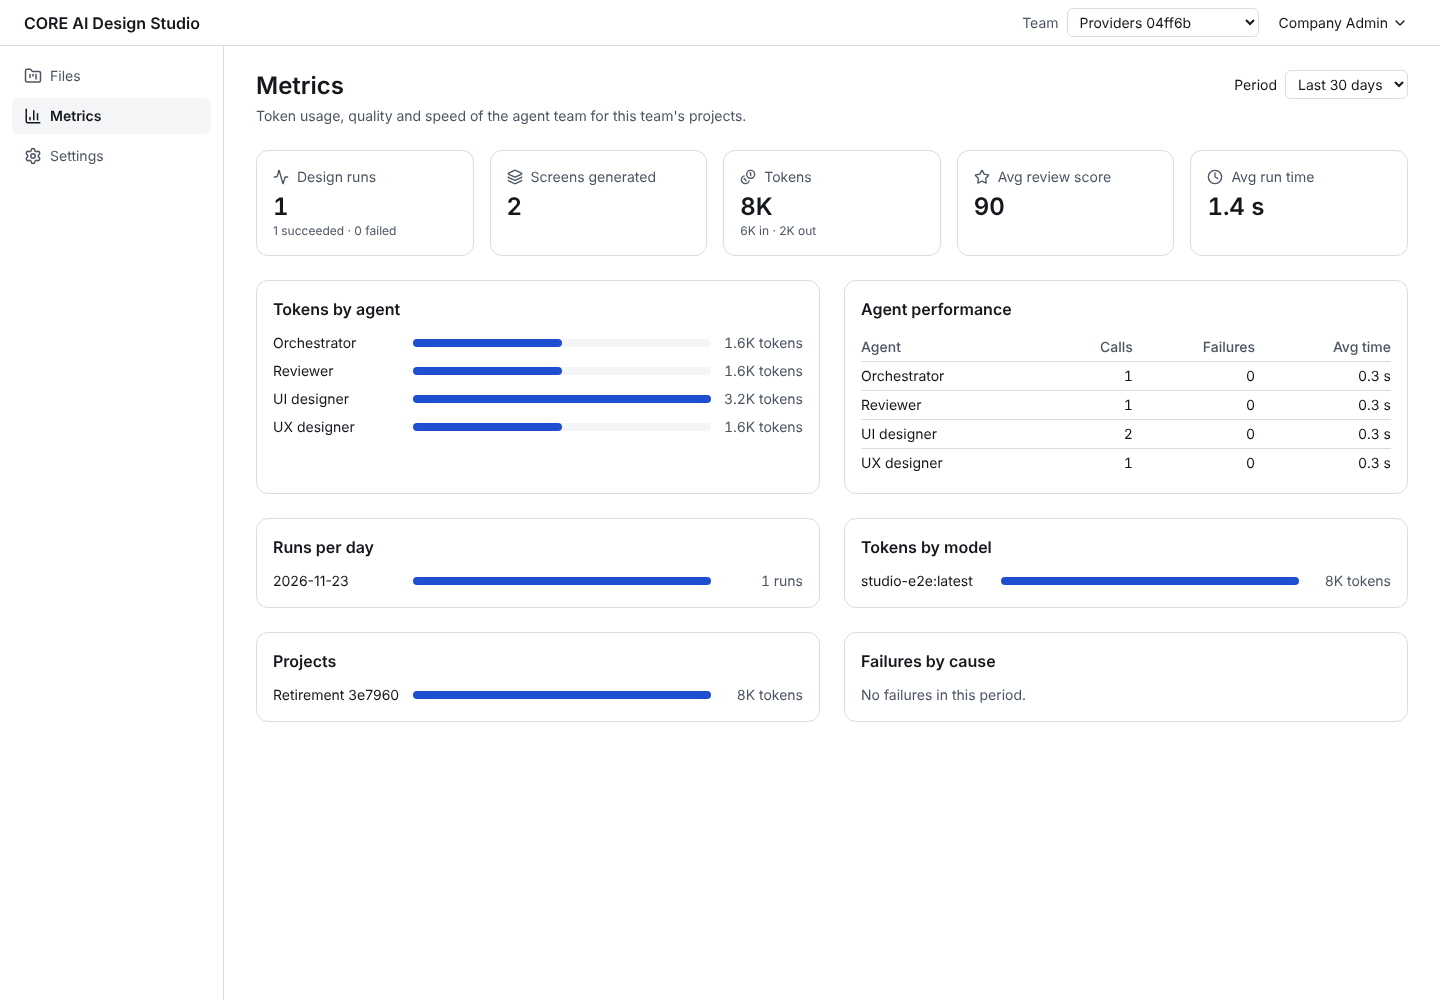 CORE AI Design Studio
Team
Providers 04ff6b
Company Admin
Files
Metrics
Settings
Metrics
Period
Last 30 days
Token usage, quality and speed of the agent team for this team's projects.
Design runs
1
1 succeeded · 0 failed
Screens generated
2
Tokens
8K
6K in · 2K out
Avg review score
90
Avg run time
1.4 s
Tokens by agent
Orchestrator 1.6K tokens
Reviewer 1.6K tokens
UI designer 3.2K tokens
UX designer 1.6K tokens
Agent performance
Agent Calls Failures Avg time
Orchestrator 1 0 0.3 s
Reviewer 1 0 0.3 s
UI designer 2 0 0.3 s
UX designer 1 0 0.3 s
Runs per day
2026-11-23 1 runs
Tokens by model
studio-e2e:latest 8K tokens
Projects
Retirement 3e7960 8K tokens
Failures by cause
No failures in this period.